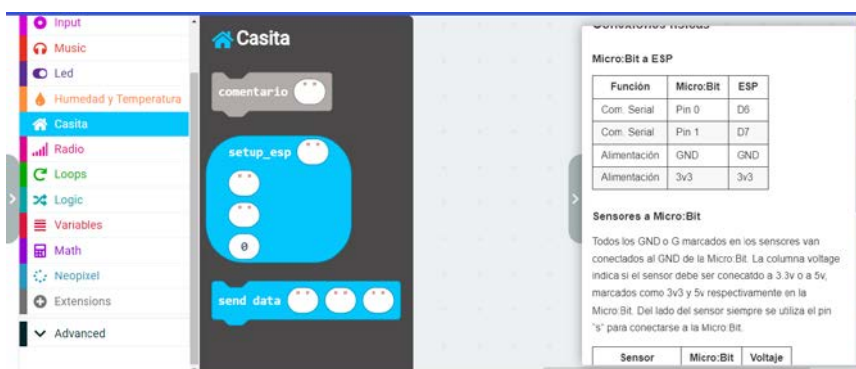 Input
Music
Led
Humedad y Temperatura
Casita
Radio
Loops
Logic
Variables
Math
Neopixel
Extensions
Advanced
Casita
comentario " "
setup_esp " "
" "
" "
0
send data " " " " " "
Conexiones físicas
Micro:Bit a ESP
Función Micro:Bit ESP
Com. Serial Pin 0 D6
Com. Serial Pin 1 D7
Alimentación GND GND
Alimentación 3v3 3v3
Sensores a Micro:Bit
Todos los GND o G marcados en los sensores van
conectados al GND de la Micro:Bit. La columna voltage
indica si el sensor debe ser conecatdo a 3.3v o a 5v,
marcados como 3v3 y 5v respectivamente en la
Micro:Bit. Del lado del sensor siempre se utiliza el pin
"s" para conectarse a la Micro:Bit.
Sensor Micro:Bit Voltaje